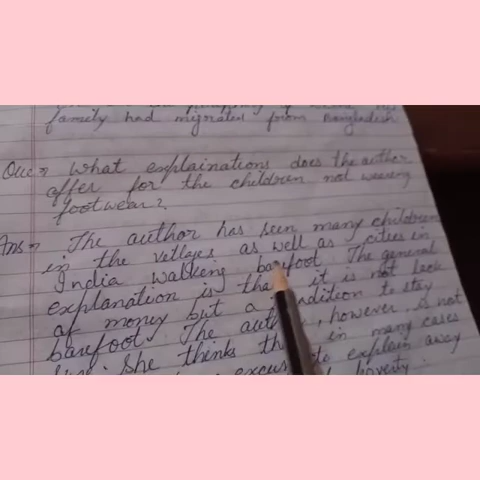 family had migrated from Bangladesh
Que ⇒ What explainations does the author
offer for the children not wearing
footwear?
Ans ⇒ The author has seen many children
in the vellages as well as cities in
India walking barefoot. The general
explanation is that it is not lack
of money but a tradition to stay
barefoot. The author, however, is not
She thinks that in many cases
excuse to explain away
poverty.